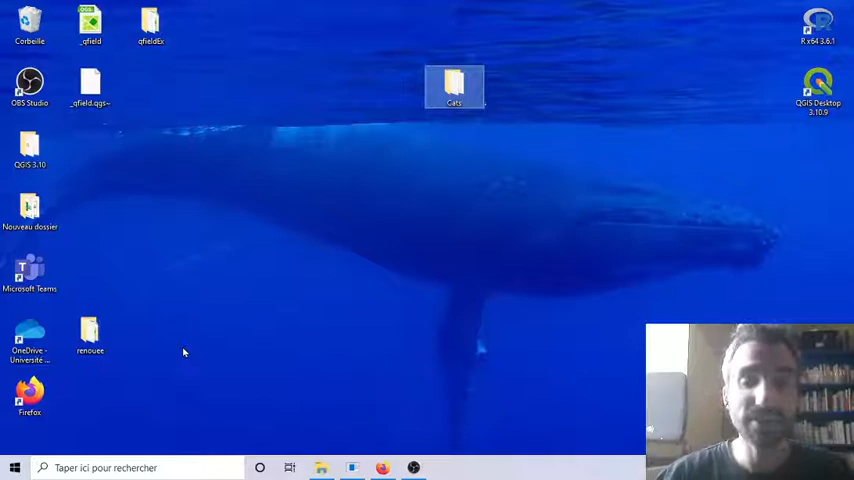 Corbeille
_qfield
qfieldEx
R x64 3.6.1
OBS Studio
_qfield.qgs~
Cats
QGIS Desktop
3.10.9
QGIS 3.10
Nouveau dossier
Microsoft Teams
OneDrive -
Université ...
renouee
Firefox
Taper ici pour rechercher